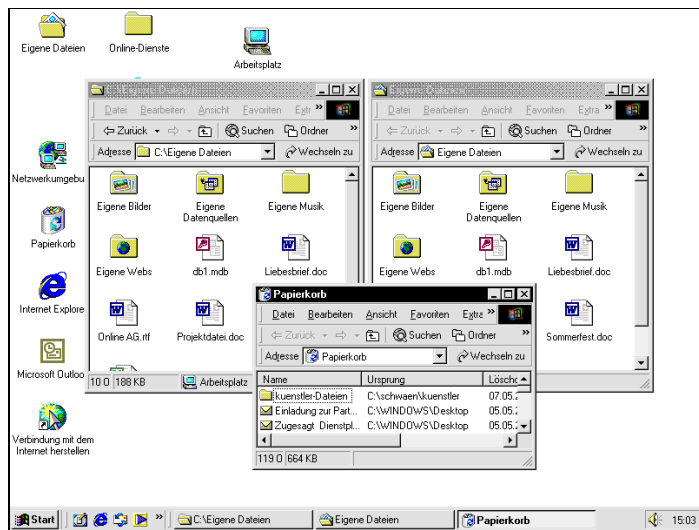 Eigene Dateien
Online-Dienste
Arbeitsplatz
Netzwerkumgebu
Papierkorb
Internet Explore
Microsoft Outloo
Verbindung mit dem
Internet herstellen
Datei Bearbeiten Ansicht Favoriten Extr »
Zurück Suchen Ordner »
Adresse C:\Eigene Dateien Wechseln zu
Eigene Bilder
Eigene
Datenquellen
Eigene Musik
Eigene Webs
db1.mdb
Liebesbrief.doc
Online AG.rtf
Projektdatei.doc
10 O 188 KB Arbeitsplatz
Datei Bearbeiten Ansicht Favoriten Extra »
Zurück Suchen Ordner »
Adresse Eigene Dateien Wechseln zu
Eigene Bilder
Eigene
Datenquellen
Eigene Musik
Eigene Webs
db1.mdb
Liebesbrief.doc
Sommerfest.doc
Papierkorb
Datei Bearbeiten Ansicht Favoriten Extra »
Zurück Suchen Ordner »
Adresse Papierkorb Wechseln zu
Name Ursprung Löschc
kuenstler-Dateien C:\schwaen\kuenstler 07.05.2
Einladung zur Part... C:\WINDOWS\Desktop 05.05.2
Zugesagt Dienstpl... C:\WINDOWS\Desktop 05.05.2
119 O 664 KB
Start » C:\Eigene Dateien Eigene Dateien Papierkorb 15:03